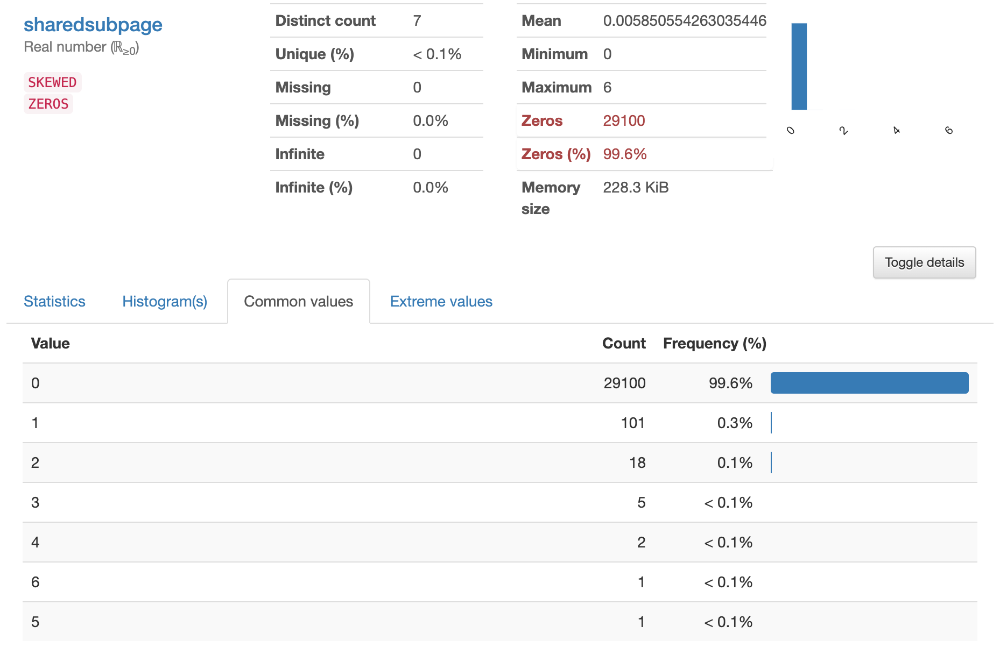 sharedsubpage
Real number (ℝ≥0)
SKEWED
ZEROS
Distinct count 7
Unique (%) < 0.1%
Missing 0
Missing (%) 0.0%
Infinite 0
Infinite (%) 0.0%
Mean 0.005850554263035446
Minimum 0
Maximum 6
Zeros 29100
Zeros (%) 99.6%
Memory size 228.3 KiB
0 2 4 6
Toggle details
Statistics Histogram(s) Common values Extreme values
Value Count Frequency (%)
0 29100 99.6%
1 101 0.3%
2 18 0.1%
3 5 < 0.1%
4 2 < 0.1%
6 1 < 0.1%
5 1 < 0.1%